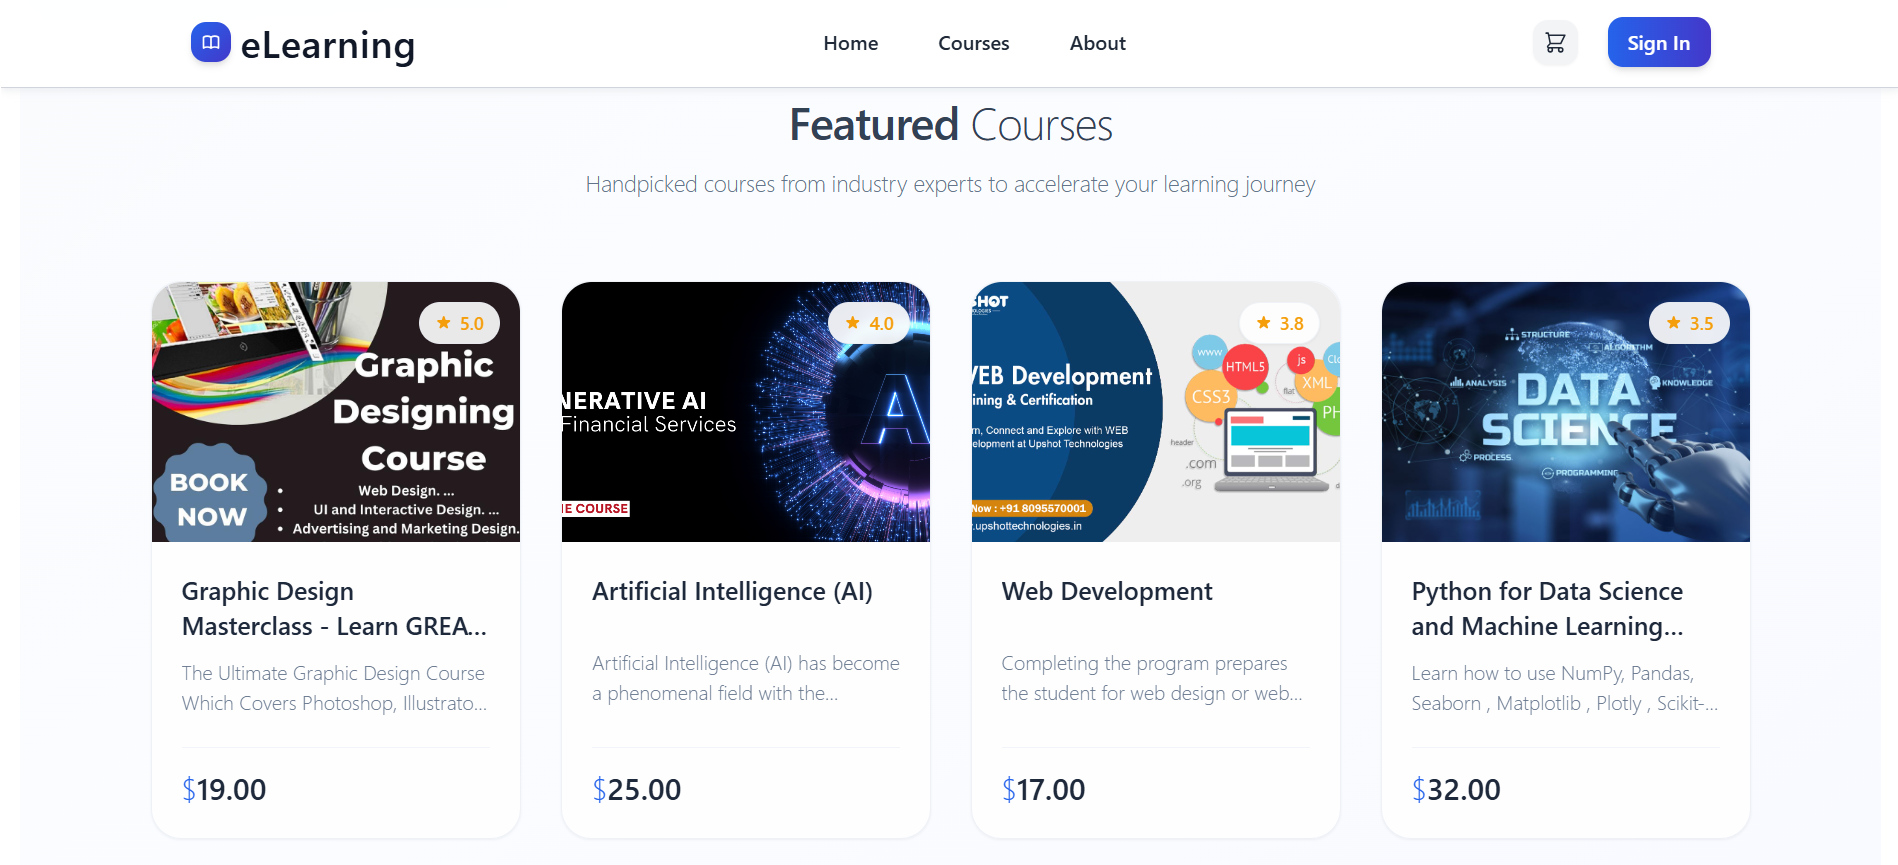 eLearning
Home
Courses
About
Sign In
Featured Courses
Handpicked courses from industry experts to accelerate your learning journey
5.0
Graphic
Designing
Course
BOOK
NOW
• Web Design. ...
• UI and Interactive Design. ...
• Advertising and Marketing Design.
Graphic Design
Masterclass - Learn GREA...
The Ultimate Graphic Design Course
Which Covers Photoshop, Illustrato...
$19.00
4.0
NERATIVE AI
Financial Services
A
NE COURSE
Artificial Intelligence (AI)
Artificial Intelligence (AI) has become
a phenomenal field with the...
$25.00
SHOT
3.8
WEB Development
ining & Certification
rn, Connect and Explore with WEB
elopment at Upshot Technologies
Now : +91 8095570001
.upshottechnologies.in
www
HTML5
js
Clo
CSS3
flat
XML
PH
header
.com
.org
Web Development
Completing the program prepares
the student for web design or web...
$17.00
3.5
STRUCTURE
ALGORITHM
ANALYSIS
KNOWLEDGE
DATA
SCIENCE
PROCESS
PROGRAMMING
Python for Data Science
and Machine Learning...
Learn how to use NumPy, Pandas,
Seaborn , Matplotlib , Plotly , Scikit-...
$32.00